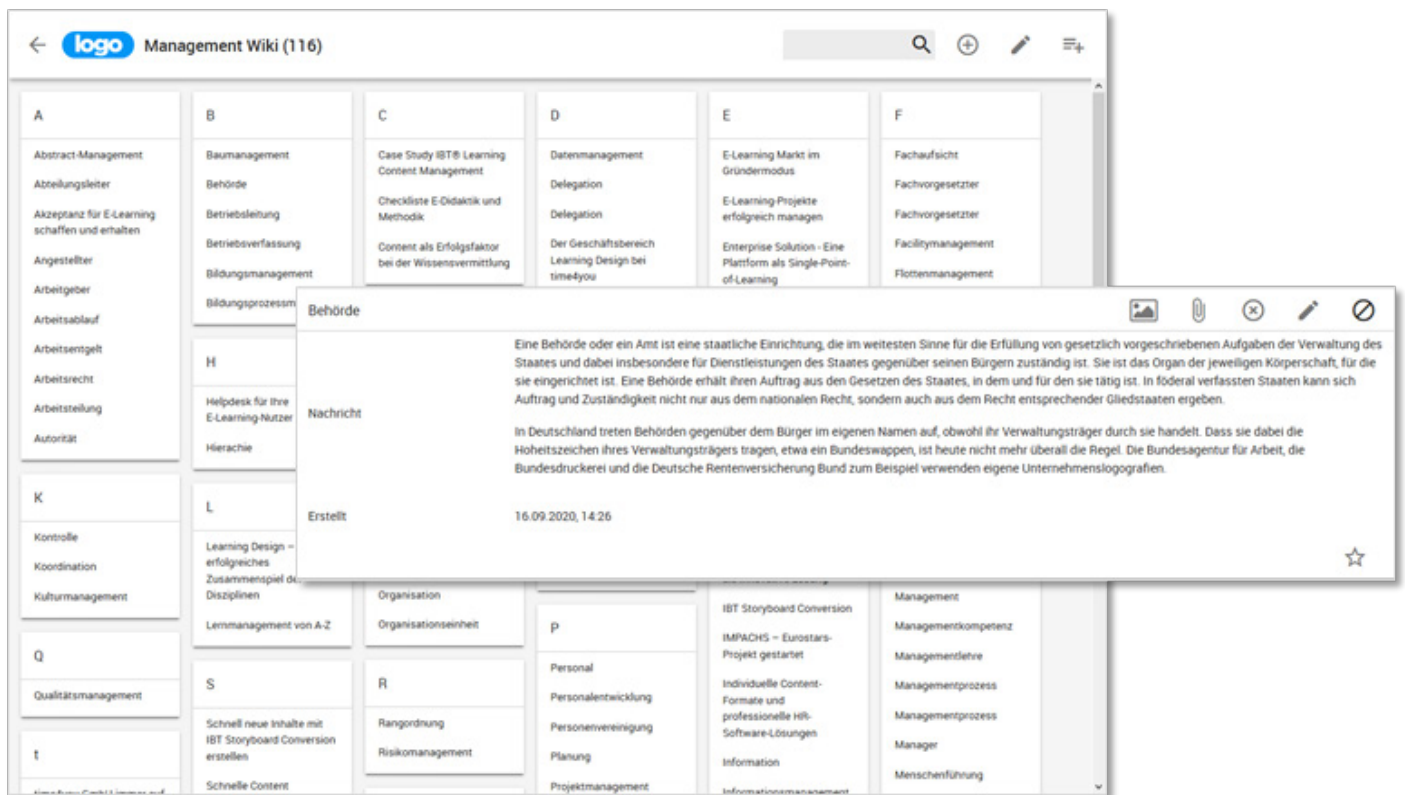 logo Management Wiki (116)
A
Abstract-Management
Abteilungsleiter
Akzeptanz für E-Learning
schaffen und erhalten
Angestellter
Arbeitgeber
Arbeitsablauf
Arbeitsentgelt
Arbeitsrecht
Arbeitsteilung
Autorität
K
Kontrolle
Koordination
Kulturmanagement
Q
Qualitätsmanagement
t
B
Baumanagement
Behörde
Betriebsleitung
Betriebsverfassung
Bildungsmanagement
Bildungsprozessm
H
Helpdesk für Ihre
E-Learning-Nutzer
Hierachie
L
Learning Design –
erfolgreiches
Zusammenspiel de
Disziplinen
Lernmanagement von A-Z
S
Schnell neue Inhalte mit
IBT Storyboard Conversion
erstellen
Schnelle Content
C
Case Study IBT® Learning
Content Management
Checkliste E-Didaktik und
Methodik
Content als Erfolgsfaktor
bei der Wissensvermittlung
Organisation
Organisationseinheit
R
Rangordnung
Risikomanagement
D
Datenmanagement
Delegation
Delegation
Der Geschäftsbereich
Learning Design bei
time4you
P
Personal
Personalentwicklung
Personenvereinigung
Planung
Projektmanagement
E
E-Learning Markt im
Gründermodus
E-Learning-Projekte
erfolgreich managen
Enterprise Solution - Eine
Plattform als Single-Point-
of-Learning
IBT Storyboard Conversion
IMPACHS – Eurostars-
Projekt gestartet
Individuelle Content-
Formate und
professionelle HR-
Software-Lösungen
Information
Informationsmanagement
F
Fachaufsicht
Fachvorgesetzter
Fachvorgesetzter
Facilitymanagement
Flottenmanagement
Management
Managementkompetenz
Managementlehre
Managementprozess
Managementprozess
Manager
Menschenführung
Behörde
Nachricht
Eine Behörde oder ein Amt ist eine staatliche Einrichtung, die im weitesten Sinne für die Erfüllung von gesetzlich vorgeschriebenen Aufgaben der Verwaltung des
Staates und dabei insbesondere für Dienstleistungen des Staates gegenüber seinen Bürgern zuständig ist. Sie ist das Organ der jeweiligen Körperschaft, für die
sie eingerichtet ist. Eine Behörde erhält ihren Auftrag aus den Gesetzen des Staates, in dem und für den sie tätig ist. In föderal verfassten Staaten kann sich
Auftrag und Zuständigkeit nicht nur aus dem nationalen Recht, sondern auch aus dem Recht entsprechender Gliedstaaten ergeben.
In Deutschland treten Behörden gegenüber dem Bürger im eigenen Namen auf, obwohl ihr Verwaltungsträger durch sie handelt. Dass sie dabei die
Hoheitszeichen ihres Verwaltungsträgers tragen, etwa ein Bundeswappen, ist heute nicht mehr überall die Regel. Die Bundesagentur für Arbeit, die
Bundesdruckerei und die Deutsche Rentenversicherung Bund zum Beispiel verwenden eigene Unternehmenslogografien.
Erstellt
16.09.2020, 14:26